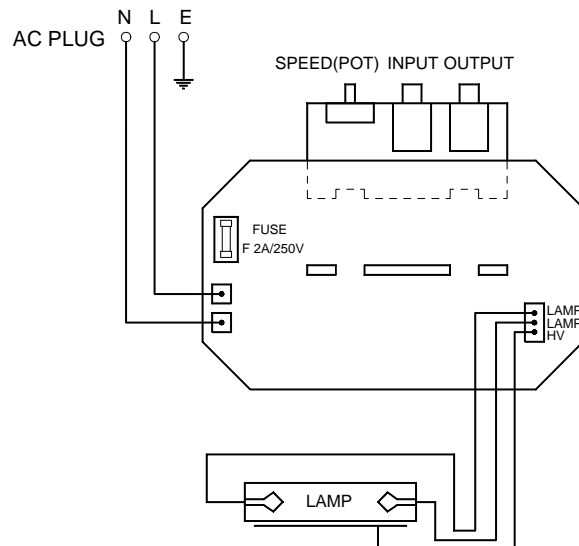 N L E
AC PLUG
SPEED(POT) INPUT OUTPUT
FUSE
F 2A/250V
LAMP
LAMP
HV
LAMP